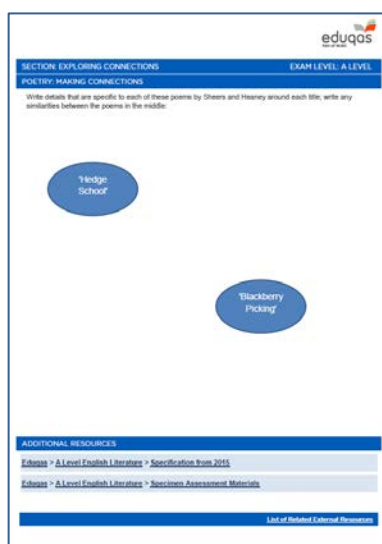 eduqas
SECTION: EXPLORING CONNECTIONS EXAM LEVEL: A LEVEL
POETRY: MAKING CONNECTIONS
Write details that are specific to each of these poems by Sheers and Heaney around each title; write any
similarities between the poems in the middle.
'Hedge
School'
'Blackberry
Picking'
ADDITIONAL RESOURCES
Eduqas > A Level English Literature > Specification from 2015
Eduqas > A Level English Literature > Specimen Assessment Materials
List of Related External Resources